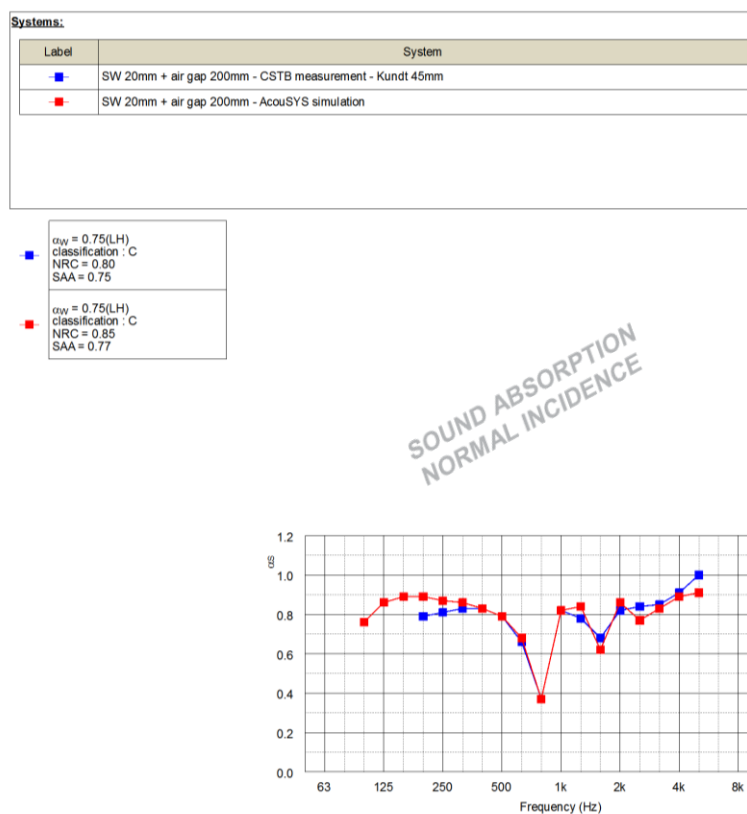 Systems:
Label System
SW 20mm + air gap 200mm - CSTB measurement - Kundt 45mm
SW 20mm + air gap 200mm - AcouSYS simulation
αw = 0.75(LH)
classification : C
NRC = 0.80
SAA = 0.75
αw = 0.75(LH)
classification : C
NRC = 0.85
SAA = 0.77
SOUND ABSORPTION
NORMAL INCIDENCE
αs
1.2
1.0
0.8
0.6
0.4
0.2
0.0
63 125 250 500 1k 2k 4k 8k
Frequency (Hz)